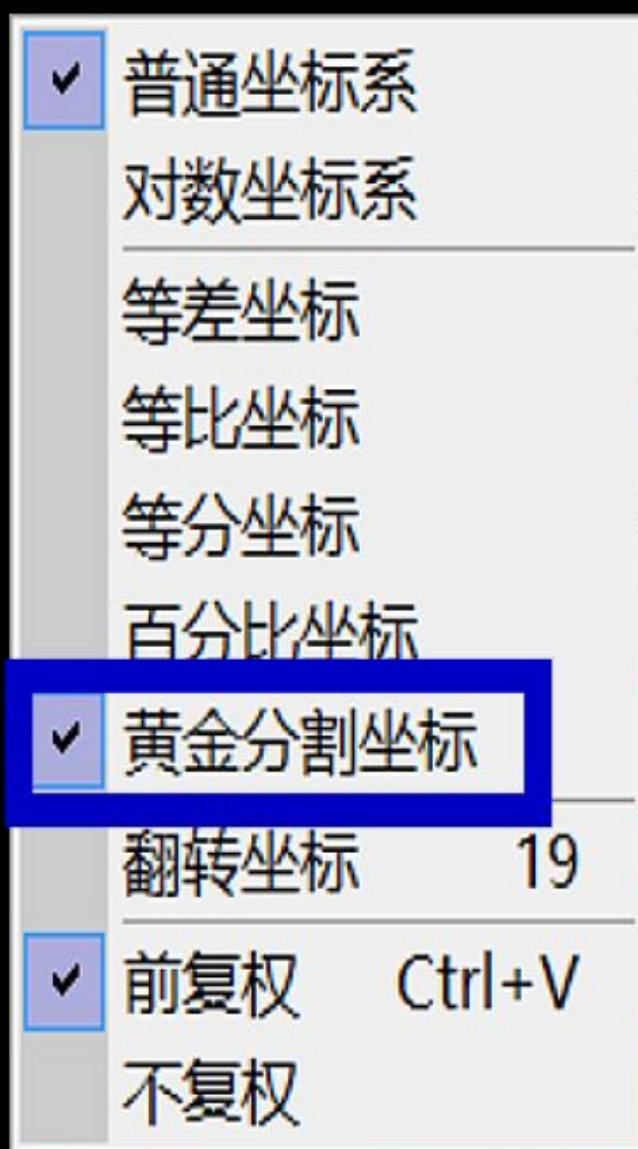 普通坐标系
对数坐标系
等差坐标
等比坐标
等分坐标
百分比坐标
黄金分割坐标
翻转坐标 19
前复权 Ctrl+V
不复权